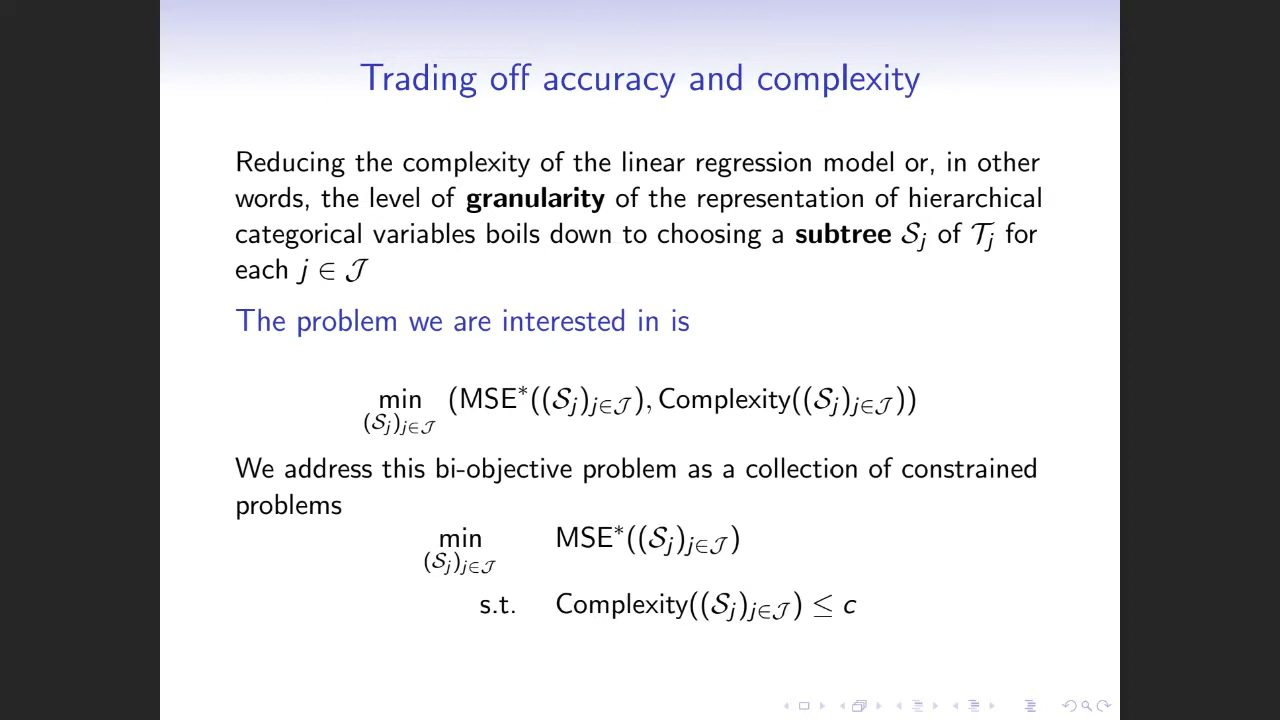 Trading off accuracy and complexity
Reducing the complexity of the linear regression model or, in other
words, the level of granularity of the representation of hierarchical
categorical variables boils down to choosing a subtree 𝒮_j of 𝒯_j for
each j ∈ 𝒥
The problem we are interested in is
min (MSE*((𝒮_j)_{j∈𝒥}), Complexity((𝒮_j)_{j∈𝒥}))
(𝒮_j)_{j∈𝒥}
We address this bi-objective problem as a collection of constrained
problems
min MSE*((𝒮_j)_{j∈𝒥})
(𝒮_j)_{j∈𝒥}
s.t. Complexity((𝒮_j)_{j∈𝒥}) ≤ c